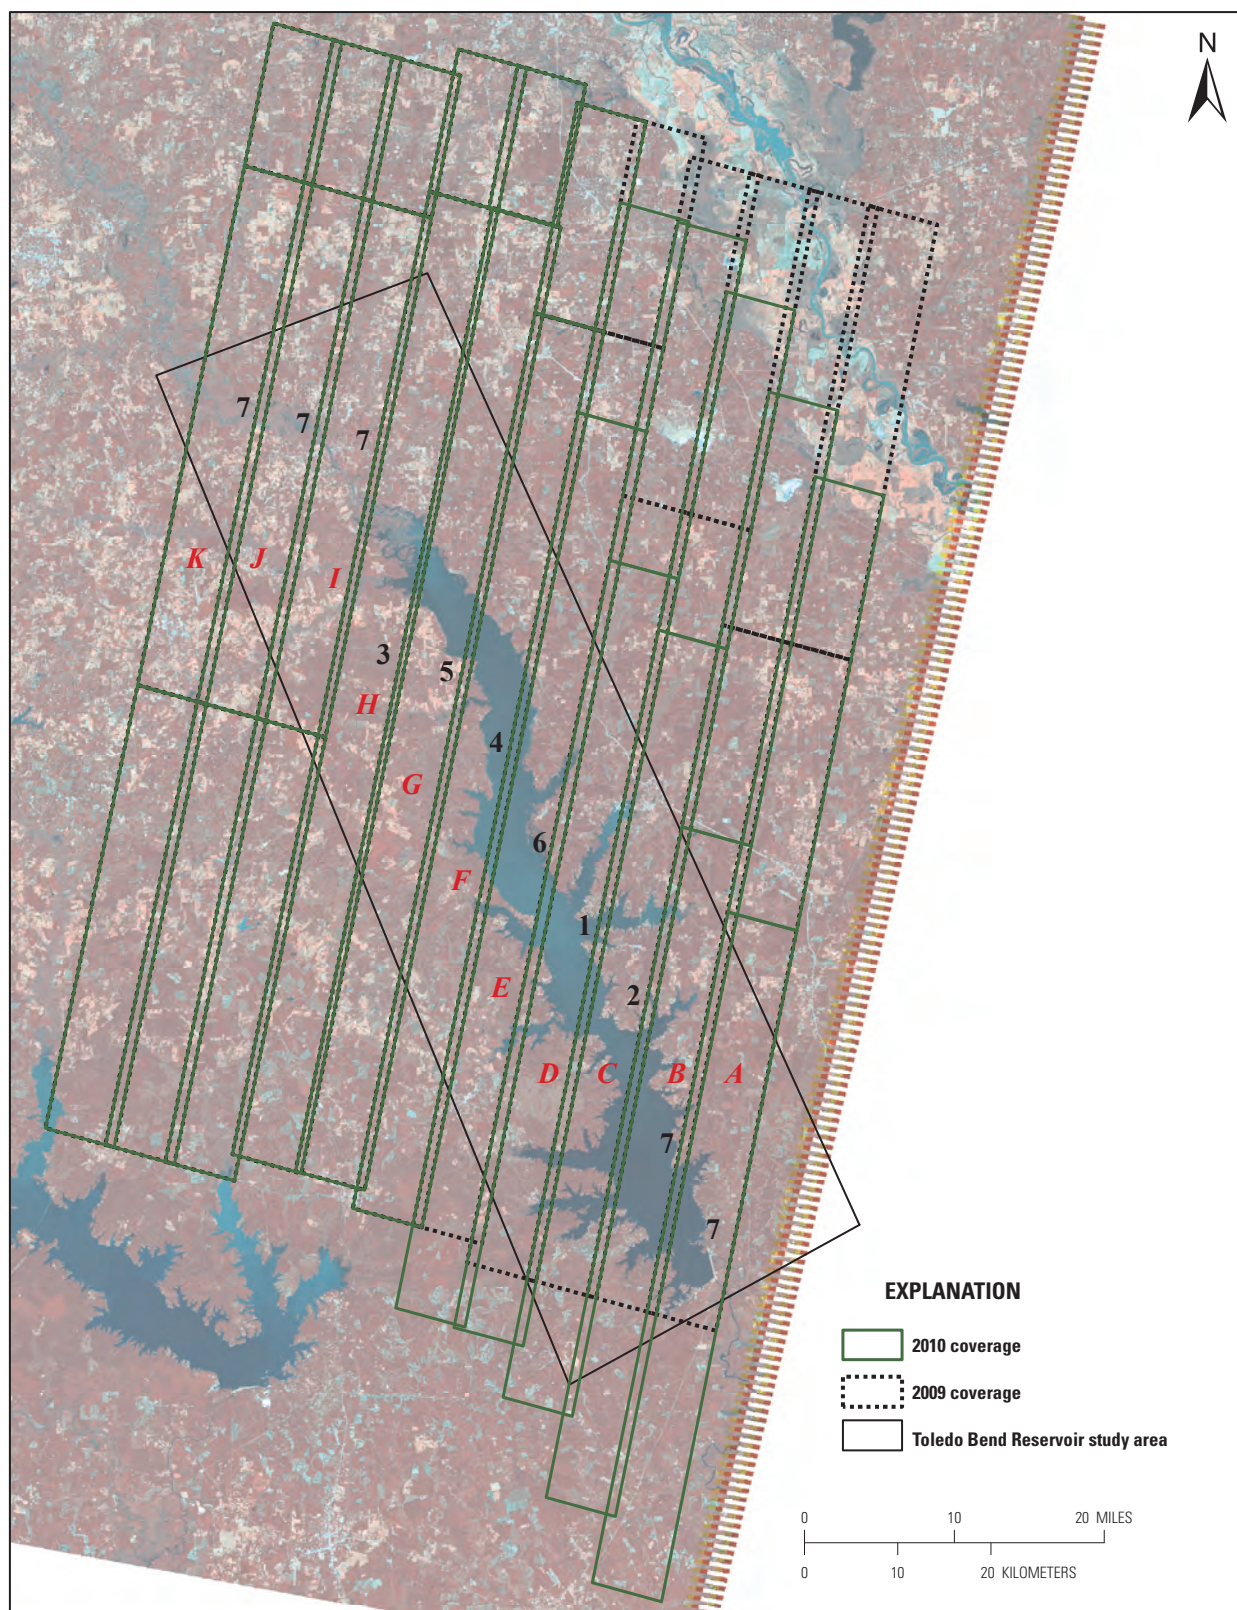 N
7
7
7
K
J
I
3
5
H
4
G
6
F
1
E
2
D
C
B
A
7
7
EXPLANATION
2010 coverage
2009 coverage
Toledo Bend Reservoir study area
0 10 20 MILES
0 10 20 KILOMETERS